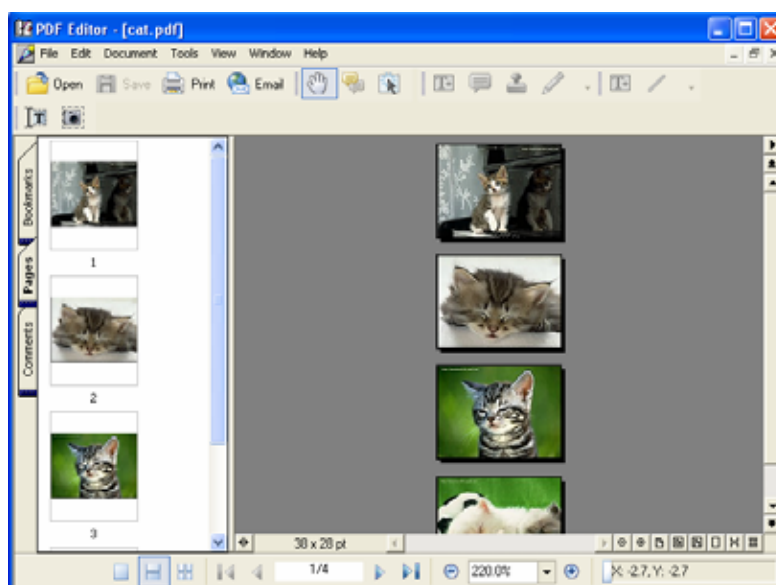 PDF Editor - [cat.pdf]
File Edit Document Tools View Window Help
Open Save Print Email
Bookmarks
Pages
Comments
1
2
3
38 x 28 pt
1/4
220.0%
X: -2.7, Y: -2.7